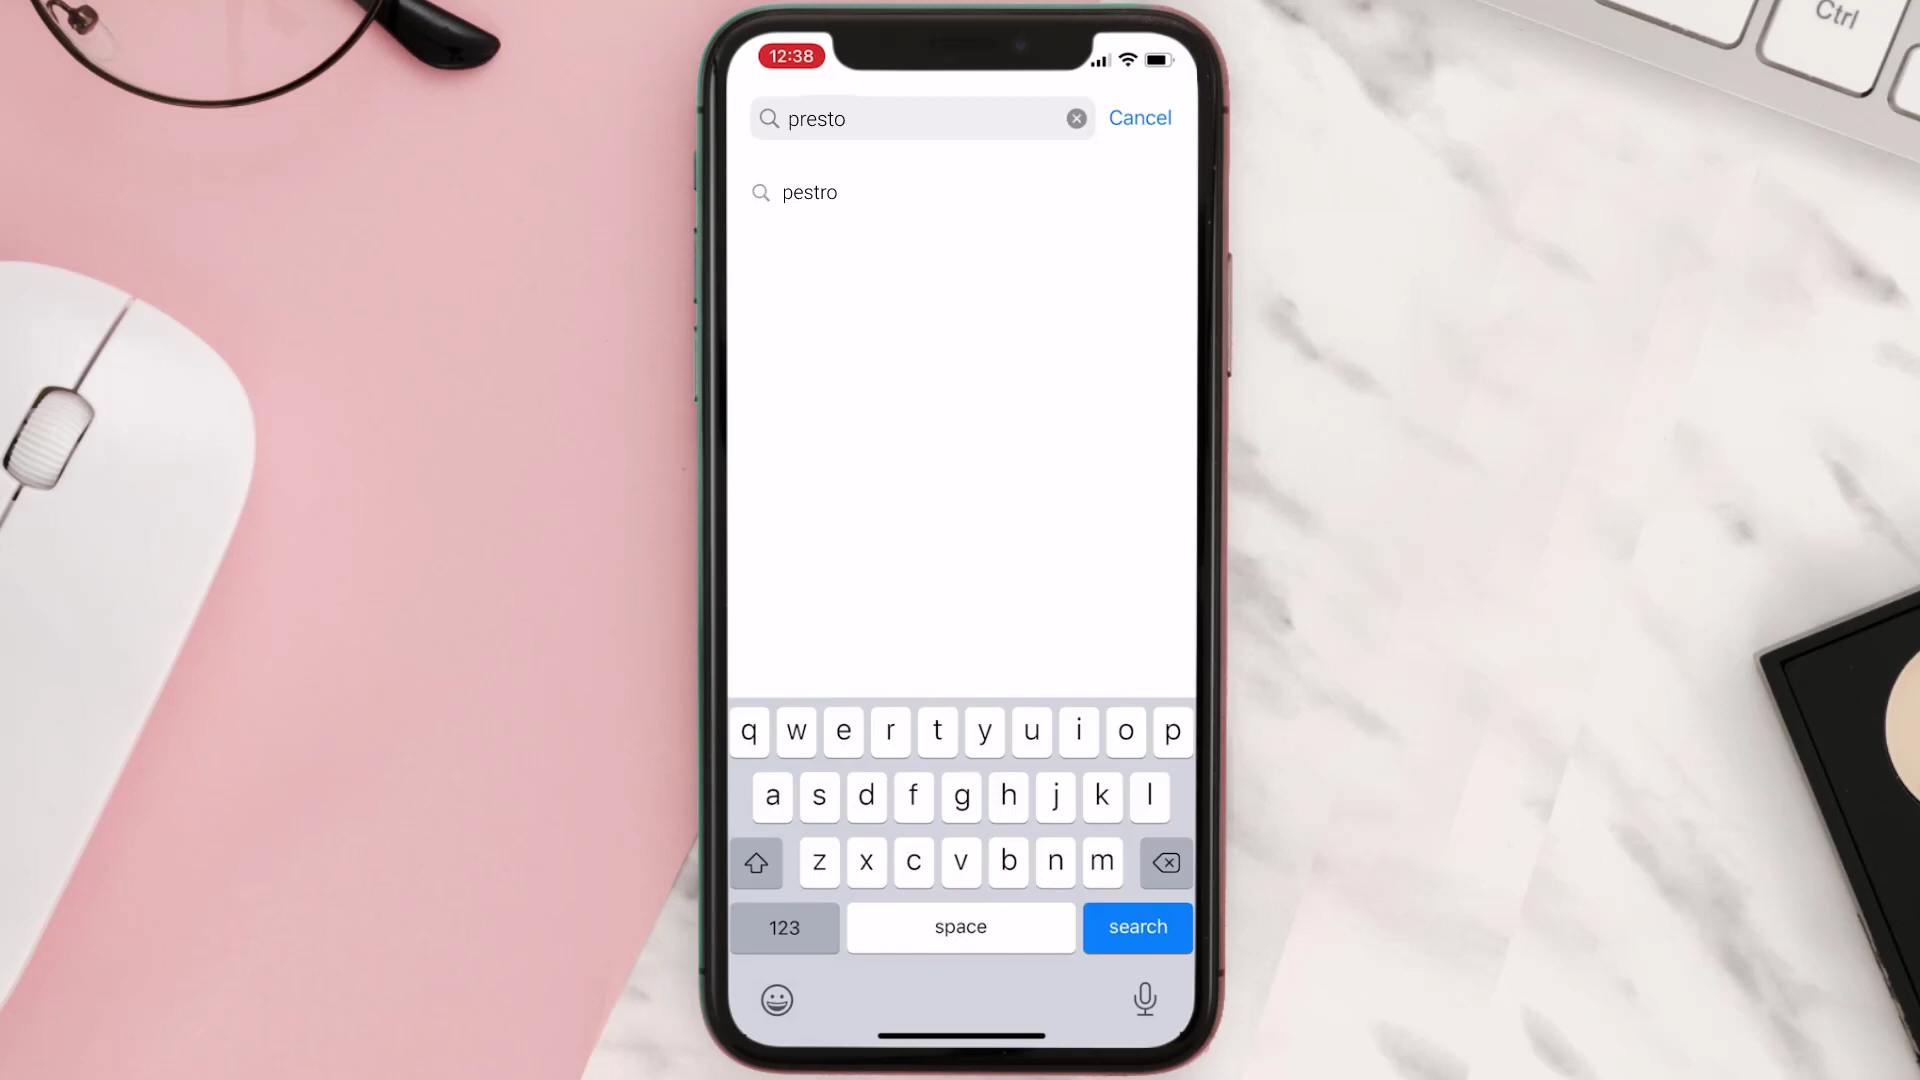 Ctrl
12:38
presto
Cancel
pestro
q w e r t y u i o p
a s d f g h j k l
z x c v b n m
123 space search